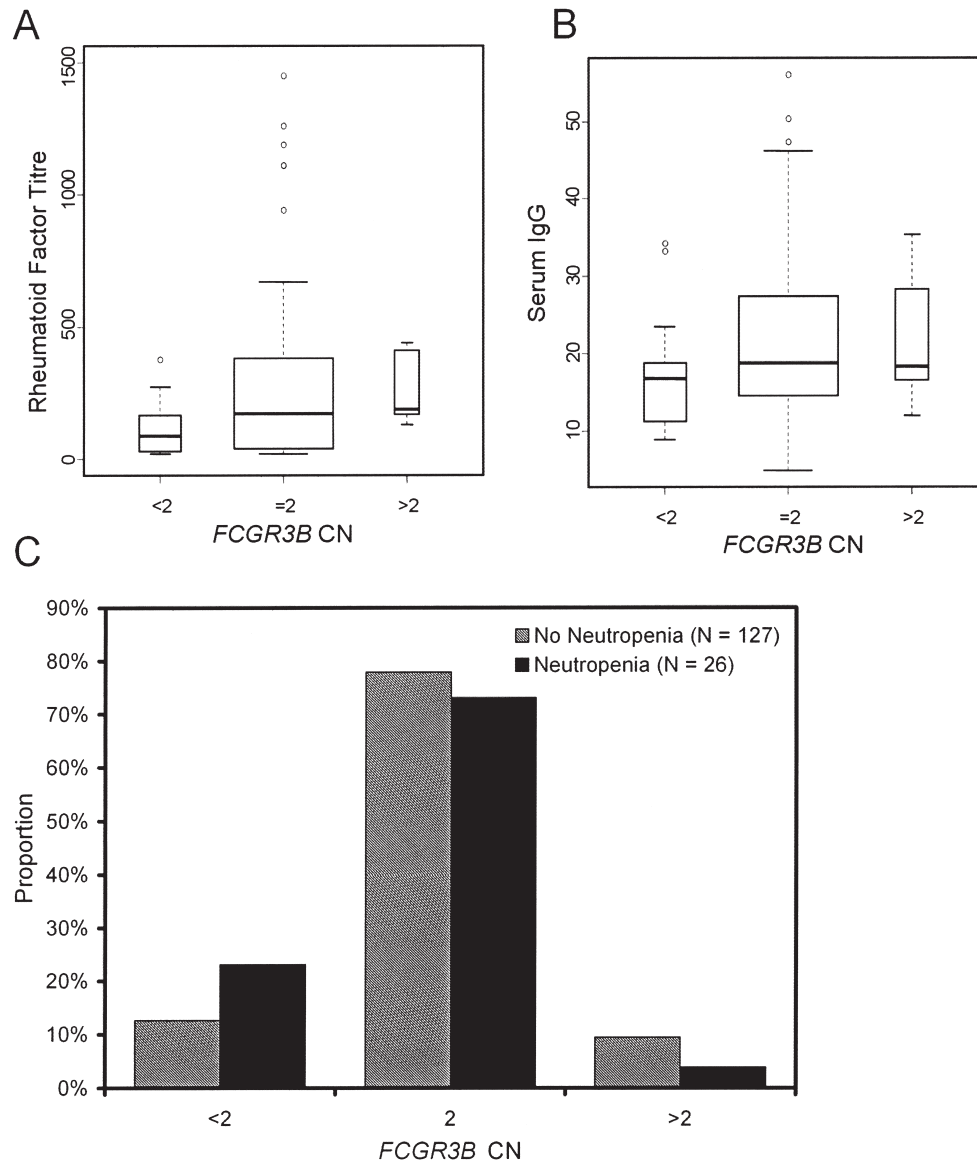 A
Rheumatoid Factor Titre
1500
1000
500
0
<2
=2
>2
FCGR3B CN
B
Serum IgG
50
40
30
20
10
<2
=2
>2
FCGR3B CN
C
Proportion
90%
80%
70%
60%
50%
40%
30%
20%
10%
0%
No Neutropenia (N = 127)
Neutropenia (N = 26)
<2
2
>2
FCGR3B CN